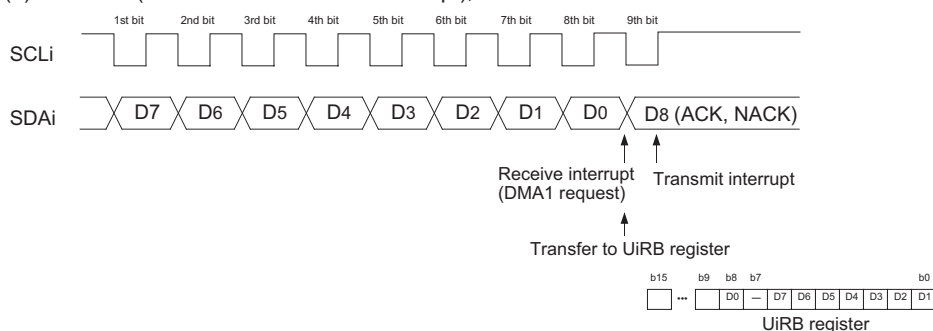 1st bit 2nd bit 3rd bit 4th bit 5th bit 6th bit 7th bit 8th bit 9th bit
SCLi
SDAi D7 D6 D5 D4 D3 D2 D1 D0 D8 (ACK, NACK)
Receive interrupt
(DMA1 request)
Transmit interrupt
Transfer to UiRB register
b15 b9 b8 b7 b0
... D0 — D7 D6 D5 D4 D3 D2 D1
UiRB register